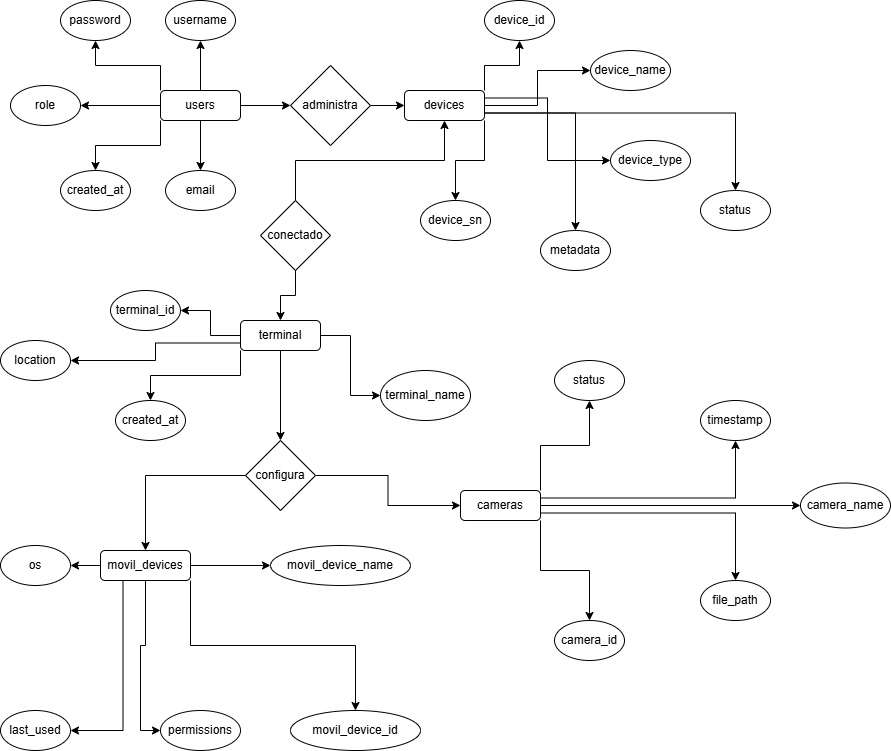 password
username
device_id
device_name
role
users
administra
devices
device_type
created_at
email
device_sn
status
metadata
conectado
terminal_id
terminal
location
terminal_name
created_at
status
timestamp
configura
cameras
camera_name
os
movil_devices
movil_device_name
file_path
camera_id
last_used
permissions
movil_device_id